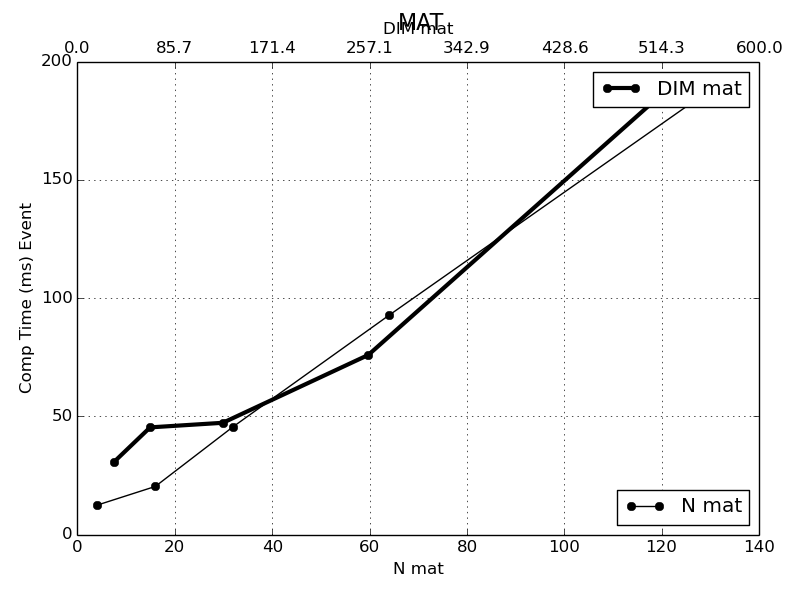 MAT
DIM mat
0.0 85.7 171.4 257.1 342.9 428.6 514.3 600.0
200
DIM mat
150
Comp Time (ms) Event
100
50
N mat
0
0 20 40 60 80 100 120 140
N mat